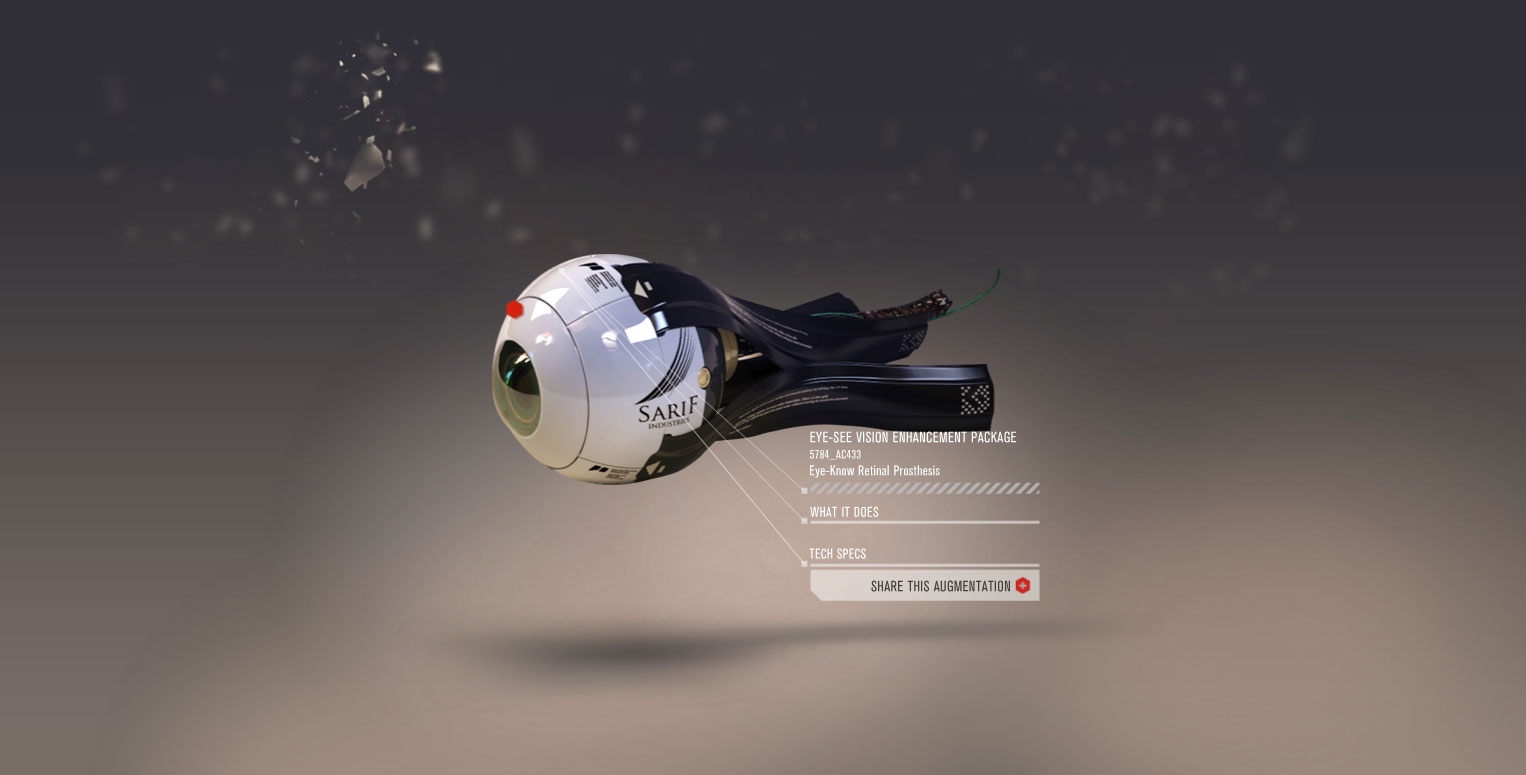 SARIF
INDUSTRIES
EYE-SEE VISION ENHANCEMENT PACKAGE
5784_AC433
Eye-Know Retinal Prosthesis
WHAT IT DOES
TECH SPECS
SHARE THIS AUGMENTATION